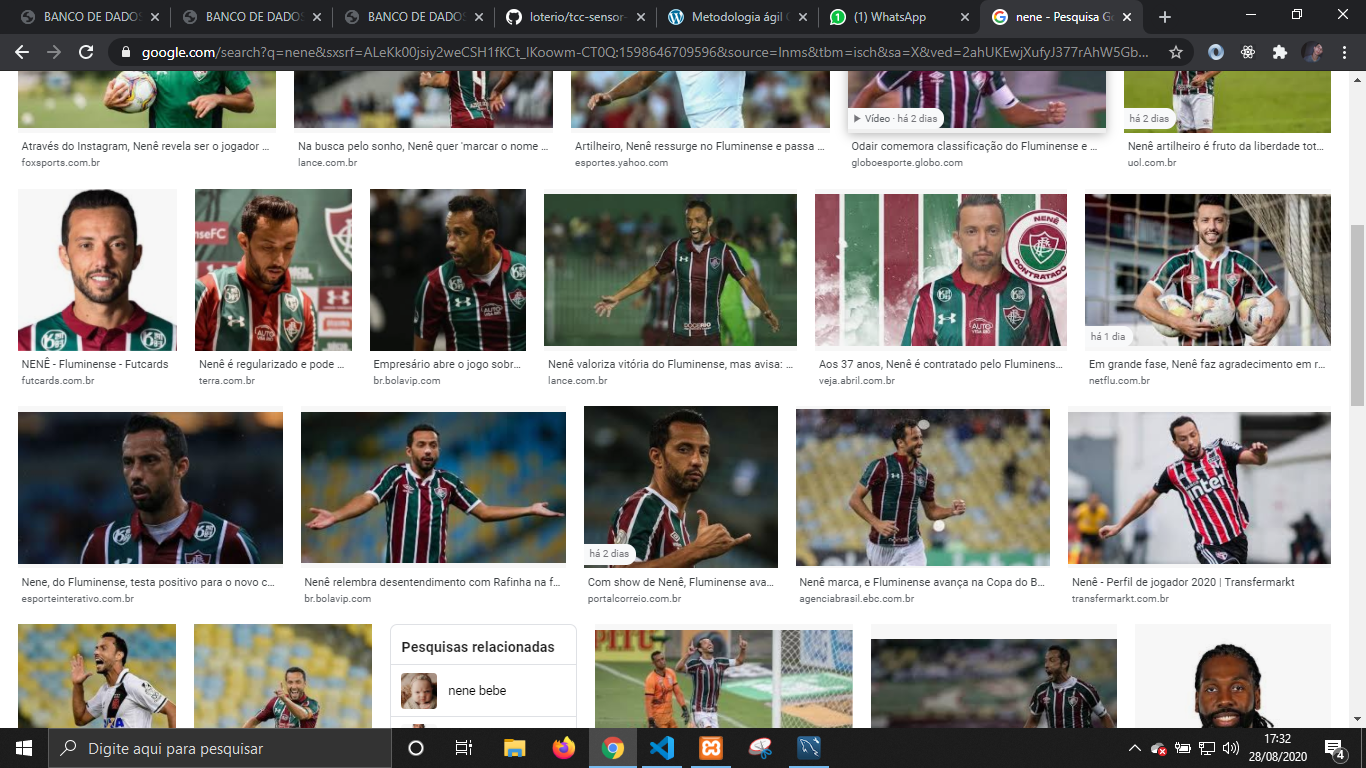 BANCO DE DADOS
BANCO DE DADOS
BANCO DE DADOS
loterio/tcc-sensor-
Metodologia ágil
(1) WhatsApp
nene - Pesquisa Go
google.com/search?q=nene&sxsrf=ALeKk00jsiy2weCSH1fKCt_IKoowm-CT0Q:1598646709596&source=lnms&tbm=isch&sa=X&ved=2ahUKEwjXufyJ377rAhW5Gb...
Vídeo · há 2 dias
há 2 dias
Através do Instagram, Nenê revela ser o jogador ...
foxsports.com.br
Na busca pelo sonho, Nenê quer 'marcar o nome ...
lance.com.br
Artilheiro, Nenê ressurge no Fluminense e passa ...
esportes.yahoo.com
Odair comemora classificação do Fluminense e ...
globoesporte.globo.com
Nenê artilheiro é fruto da liberdade tot...
uol.com.br
NENÊ
CONTRATADO
há 1 dia
NENÊ - Fluminense - Futcards
futcards.com.br
Nenê é regularizado e pode ...
terra.com.br
Empresário abre o jogo sobr...
br.bolavip.com
Nenê valoriza vitória do Fluminense, mas avisa: ...
lance.com.br
Aos 37 anos, Nenê é contratado pelo Fluminens...
veja.abril.com.br
Em grande fase, Nenê faz agradecimento em r...
netflu.com.br
há 2 dias
inter
Nene, do Fluminense, testa positivo para o novo c...
esporteinterativo.com.br
Nenê relembra desentendimento com Rafinha na f...
br.bolavip.com
Com show de Nenê, Fluminense ava...
portalcorreio.com.br
Nenê marca, e Fluminense avança na Copa do B...
agenciabrasil.ebc.com.br
Nenê - Perfil de jogador 2020 | Transfermarkt
transfermarkt.com.br
Pesquisas relacionadas
nene bebe
Digite aqui para pesquisar
17:32
28/08/2020
4